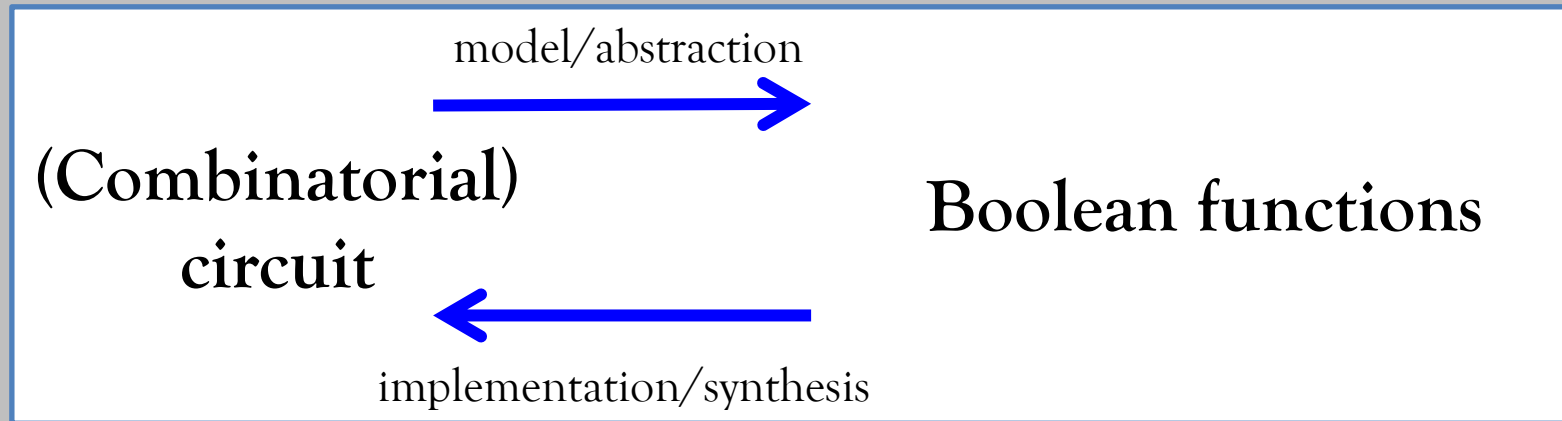 model/abstraction
(Combinatorial)
circuit
Boolean functions
implementation/synthesis